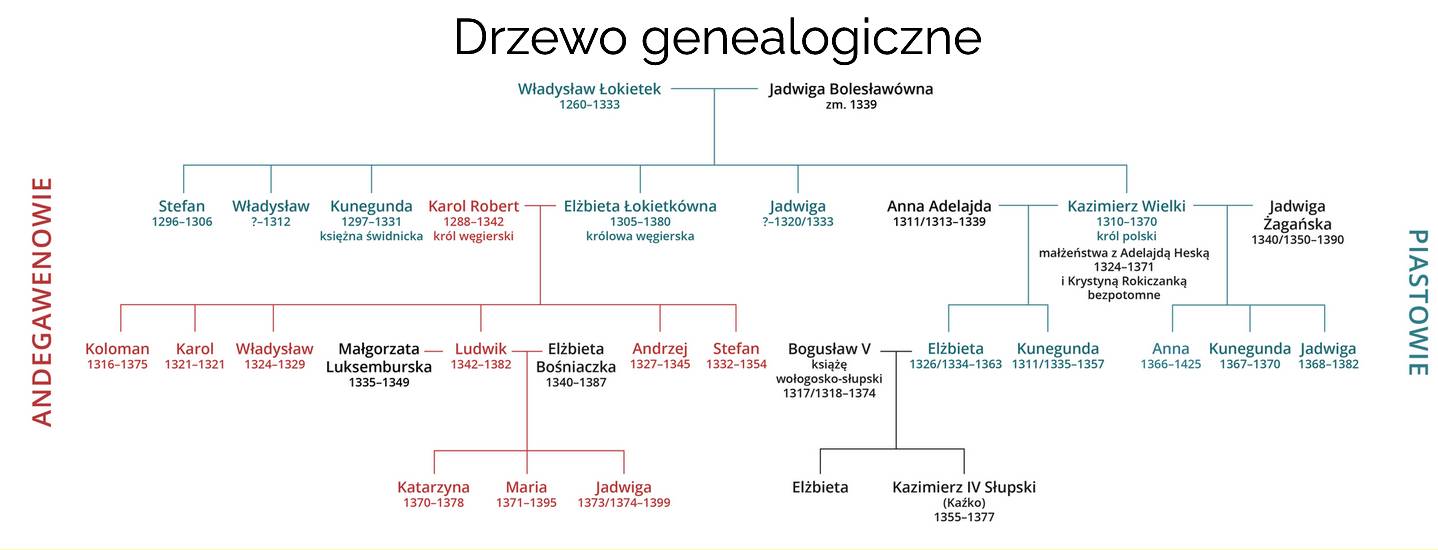 Drzewo genealogiczne
Władysław Łokietek
1260–1333
Jadwiga Bolesławówna
zm. 1339
ANDEGAWENOWIE
PIASTOWIE
Stefan
1296–1306
Władysław
?–1312
Kunegunda
1297–1331
księżna świdnicka
Karol Robert
1288–1342
król węgierski
Elżbieta Łokietkówna
1305–1380
królowa węgierska
Jadwiga
?–1320/1333
Anna Adelajda
1311/1313–1339
Kazimierz Wielki
1310–1370
król polski
małżeństwa z Adelajdą Heską
1324–1371
i Krystyną Rokiczanką
bezpotomne
Jadwiga
Żagańska
1340/1350–1390
Koloman
1316–1375
Karol
1321–1321
Władysław
1324–1329
Małgorzata
Luksemburska
1335–1349
Ludwik
1342–1382
Elżbieta
Bośniaczka
1340–1387
Andrzej
1327–1345
Stefan
1332–1354
Bogusław V
książę
wołogosko-słupski
1317/1318–1374
Elżbieta
1326/1334–1363
Kunegunda
1311/1335–1357
Anna
1366–1425
Kunegunda
1367–1370
Jadwiga
1368–1382
Katarzyna
1370–1378
Maria
1371–1395
Jadwiga
1373/1374–1399
Elżbieta
Kazimierz IV Słupski
(Kaźko)
1355–1377